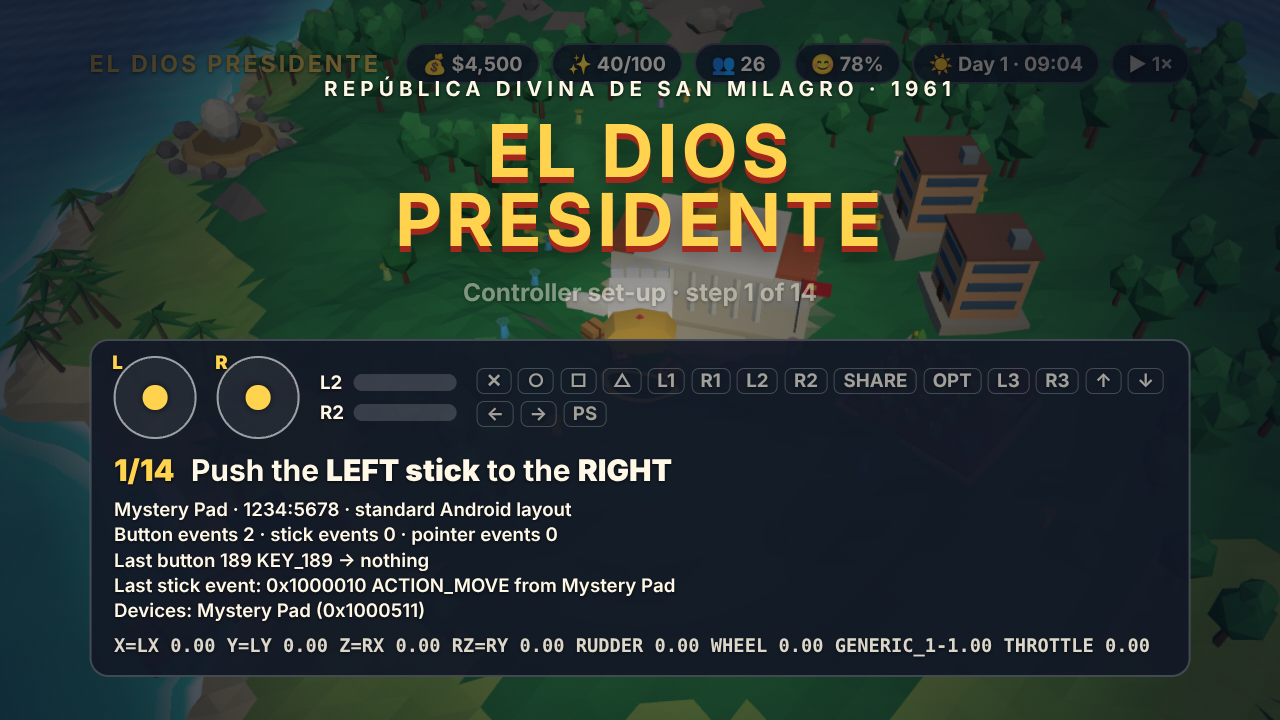 EL DIOS PRESIDENTE
💰 $4,500
✨ 40/100
👥 26
😊 78%
☀️ Day 1 · 09:04
▶ 1×
REPÚBLICA DIVINA DE SAN MILAGRO · 1961
EL DIOS
PRESIDENTE
Controller set-up · step 1 of 14
L
R
L2
R2
✕ ○ □ △ L1 R1 L2 R2 SHARE OPT L3 R3 ↑ ↓
← → PS
1/14 Push the LEFT stick to the RIGHT
Mystery Pad · 1234:5678 · standard Android layout
Button events 2 · stick events 0 · pointer events 0
Last button 189 KEY_189 → nothing
Last stick event: 0x1000010 ACTION_MOVE from Mystery Pad
Devices: Mystery Pad (0x1000511)
X=LX 0.00 Y=LY 0.00 Z=RX 0.00 RZ=RY 0.00 RUDDER 0.00 WHEEL 0.00 GENERIC_1-1.00 THROTTLE 0.00